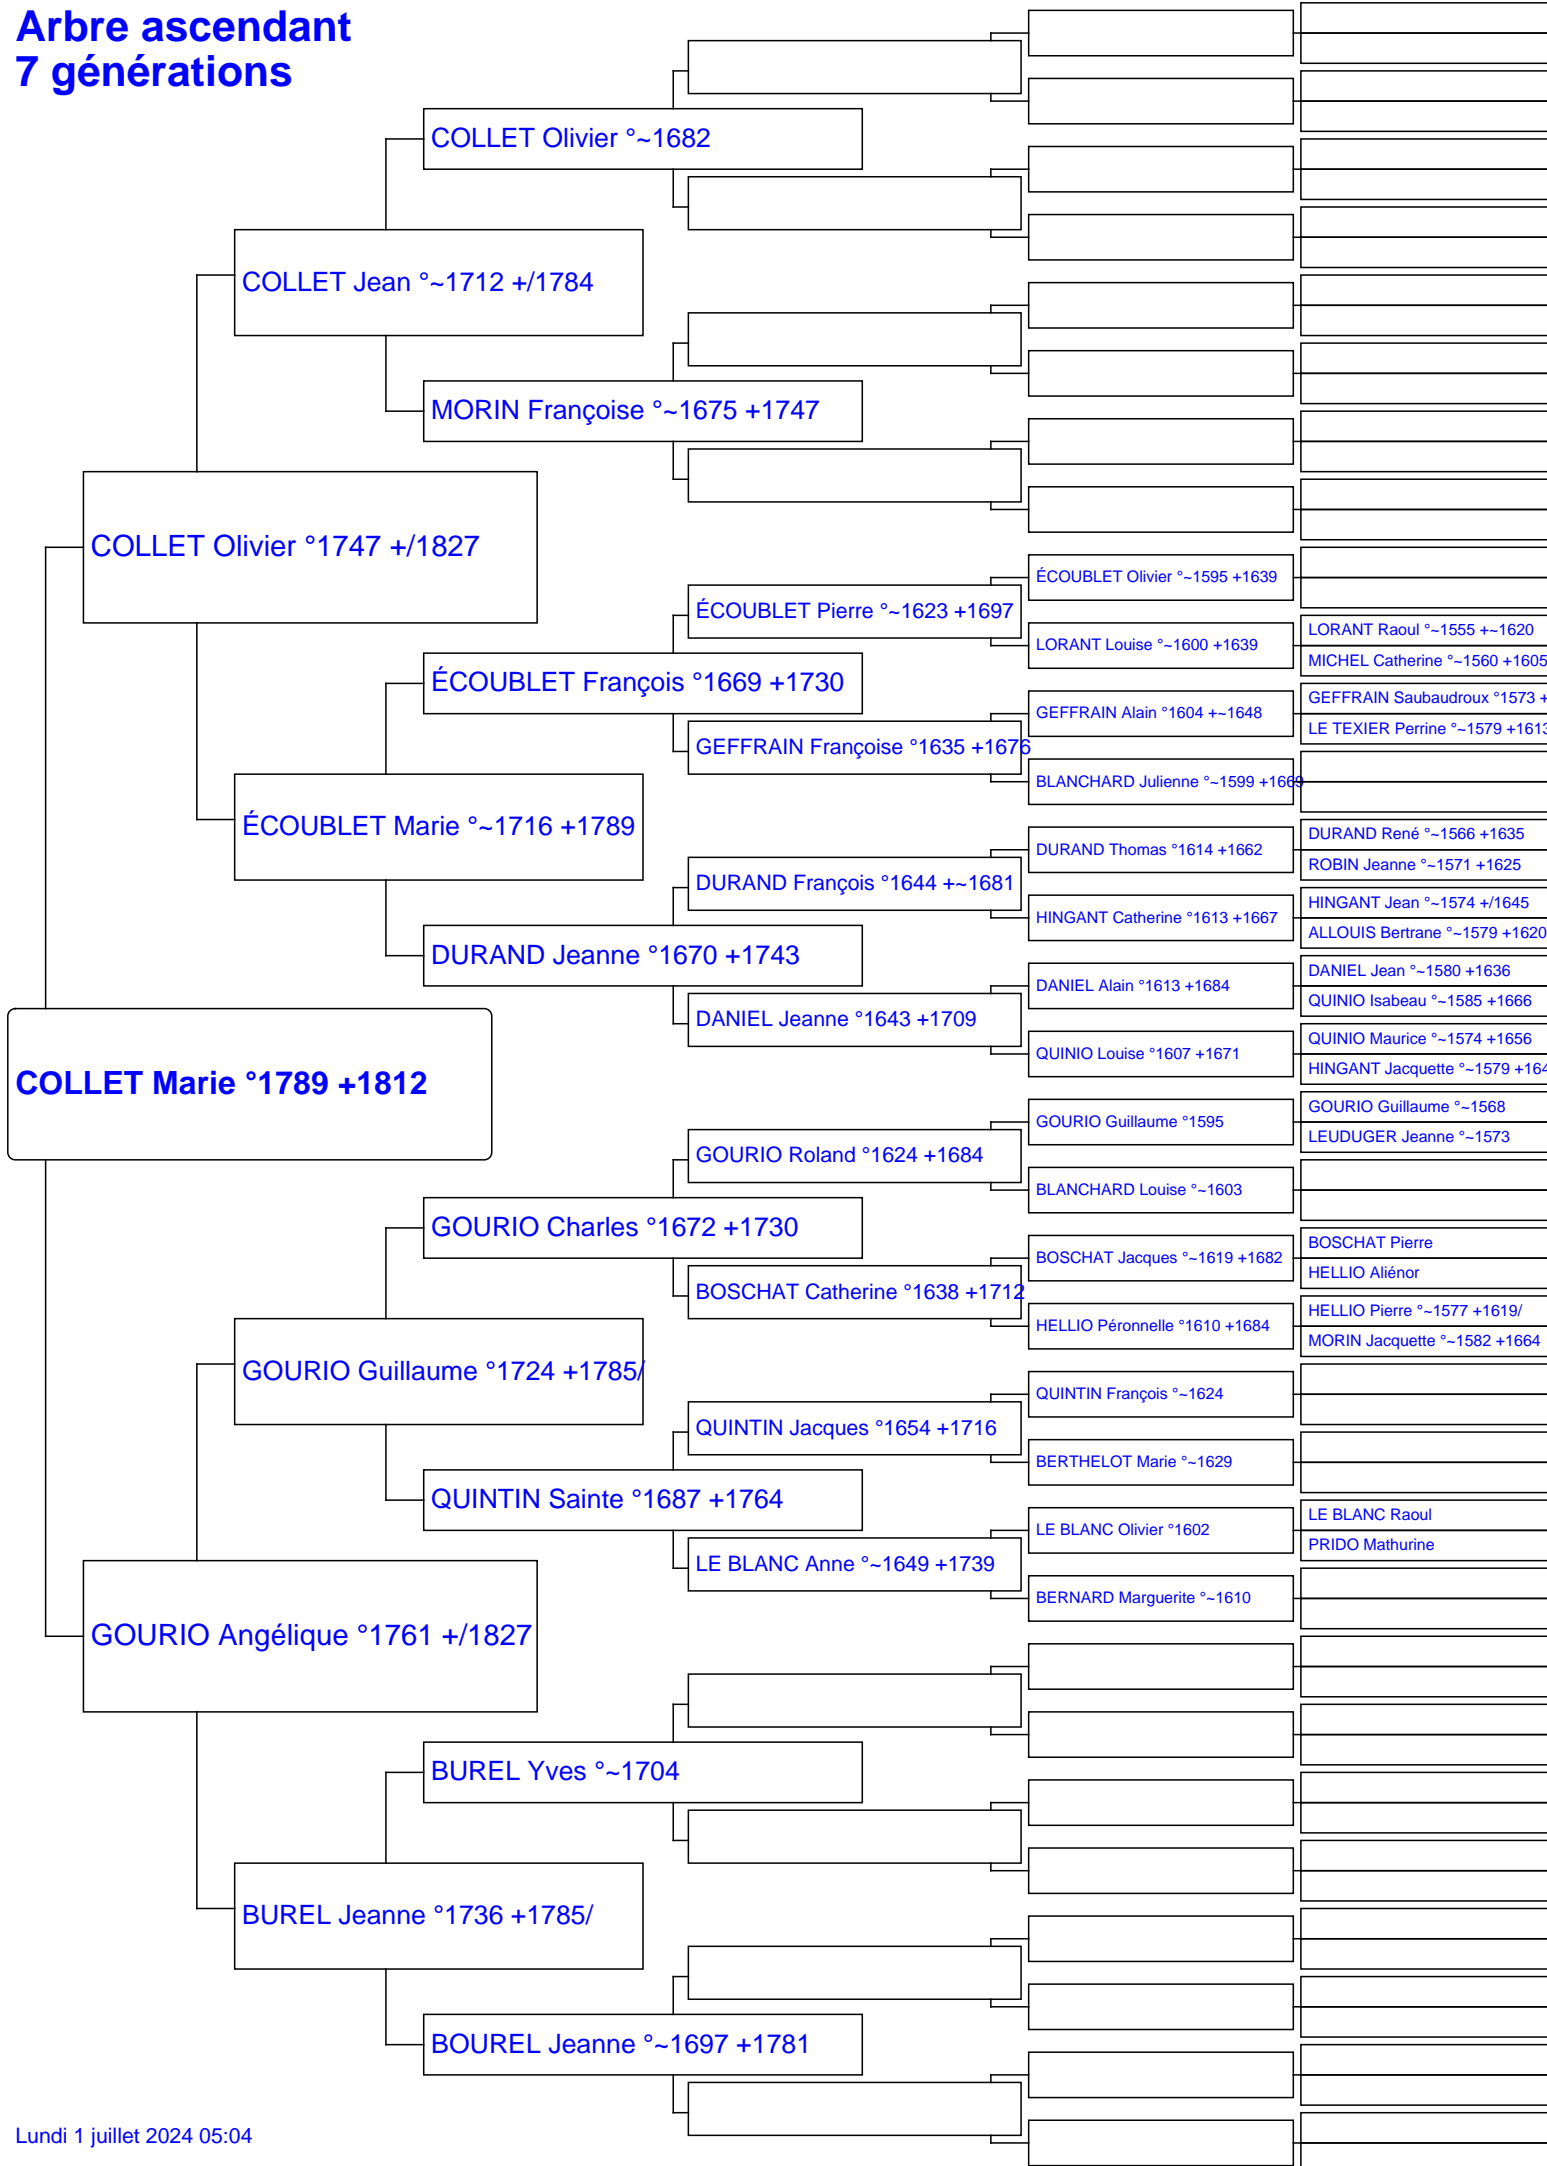 Arbre ascendant
7 générations
COLLET Olivier °~1682
COLLET Jean °~1712 +/1784
MORIN Françoise °~1675 +1747
COLLET Olivier °1747 +/1827
ÉCOUBLET Olivier °~1595 +1639
ÉCOUBLET Pierre °~1623 +1697
LORANT Raoul °~1555 +~1620
LORANT Louise °~1600 +1639
MICHEL Catherine °~1560 +1605
ÉCOUBLET François °1669 +1730
GEFFRAIN Saubaudroux °1573 +
GEFFRAIN Alain °1604 +~1648
LE TEXIER Perrine °~1579 +1613
GEFFRAIN Françoise °1635 +1676
BLANCHARD Julienne °~1599 +1669
ÉCOUBLET Marie °~1716 +1789
DURAND René °~1566 +1635
DURAND Thomas °1614 +1662
ROBIN Jeanne °~1571 +1625
DURAND François °1644 +~1681
HINGANT Jean °~1574 +/1645
HINGANT Catherine °1613 +1667
ALLOUIS Bertrane °~1579 +1620
DURAND Jeanne °1670 +1743
DANIEL Jean °~1580 +1636
DANIEL Alain °1613 +1684
QUINIO Isabeau °~1585 +1666
DANIEL Jeanne °1643 +1709
QUINIO Maurice °~1574 +1656
QUINIO Louise °1607 +1671
HINGANT Jacquette °~1579 +164
COLLET Marie °1789 +1812
GOURIO Guillaume °~1568
GOURIO Guillaume °1595
LEUDUGER Jeanne °~1573
GOURIO Roland °1624 +1684
BLANCHARD Louise °~1603
GOURIO Charles °1672 +1730
BOSCHAT Pierre
BOSCHAT Jacques °~1619 +1682
HELLIO Aliénor
BOSCHAT Catherine °1638 +1712
HELLIO Pierre °~1577 +1619/
HELLIO Péronnelle °1610 +1684
MORIN Jacquette °~1582 +1664
GOURIO Guillaume °1724 +1785/
QUINTIN François °~1624
QUINTIN Jacques °1654 +1716
BERTHELOT Marie °~1629
QUINTIN Sainte °1687 +1764
LE BLANC Raoul
LE BLANC Olivier °1602
PRIDO Mathurine
LE BLANC Anne °~1649 +1739
BERNARD Marguerite °~1610
GOURIO Angélique °1761 +/1827
BUREL Yves °~1704
BUREL Jeanne °1736 +1785/
BOUREL Jeanne °~1697 +1781
Lundi 1 juillet 2024 05:04